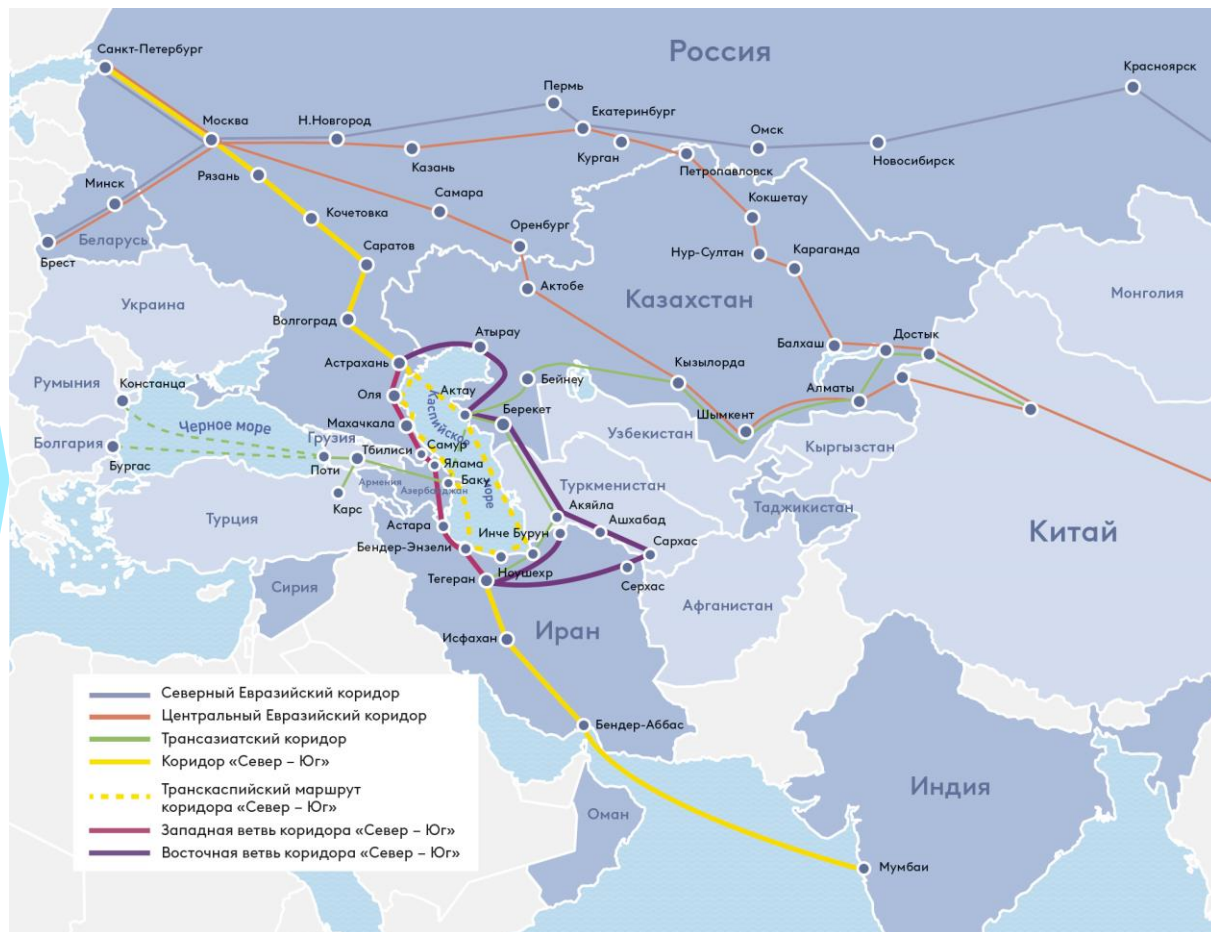 Санкт-Петербург
Россия
Красноярск
Пермь
Москва
Н.Новгород
Екатеринбург
Омск
Казань
Курган
Новосибирск
Петропавловск
Минск
Рязань
Самара
Кокшетау
Беларусь
Кочетовка
Оренбург
Брест
Саратов
Нур-Султан
Караганда
Актобе
Казахстан
Монголия
Украина
Волгоград
Атырау
Балхаш
Достык
Астрахань
Румыния
Констанца
Оля
Актау
Бейнеу
Кызылорда
Алматы
Каспийское
море
Махачкала
Берекет
Шымкент
Черное море
Грузия
Болгария
Бургас
Тбилиси
Самур
Узбекистан
Кыргызстан
Поти
Ялама
Армения
Азербайджан
Баку
Туркменистан
Карс
Акяйла
Таджикистан
Турция
Астара
Инче Бурун
Ашхабад
Сархас
Китай
Бендер-Энзели
Тегеран
Ноушехр
Серхас
Сирия
Афганистан
Исфахан
Иран
Бендер-Аббас
Индия
Оман
Мумбаи
Северный Евразийский коридор
Центральный Евразийский коридор
Трансазиатский коридор
Коридор «Север – Юг»
Транскаспийский маршрут
коридора «Север – Юг»
Западная ветвь коридора «Север – Юг»
Восточная ветвь коридора «Север – Юг»